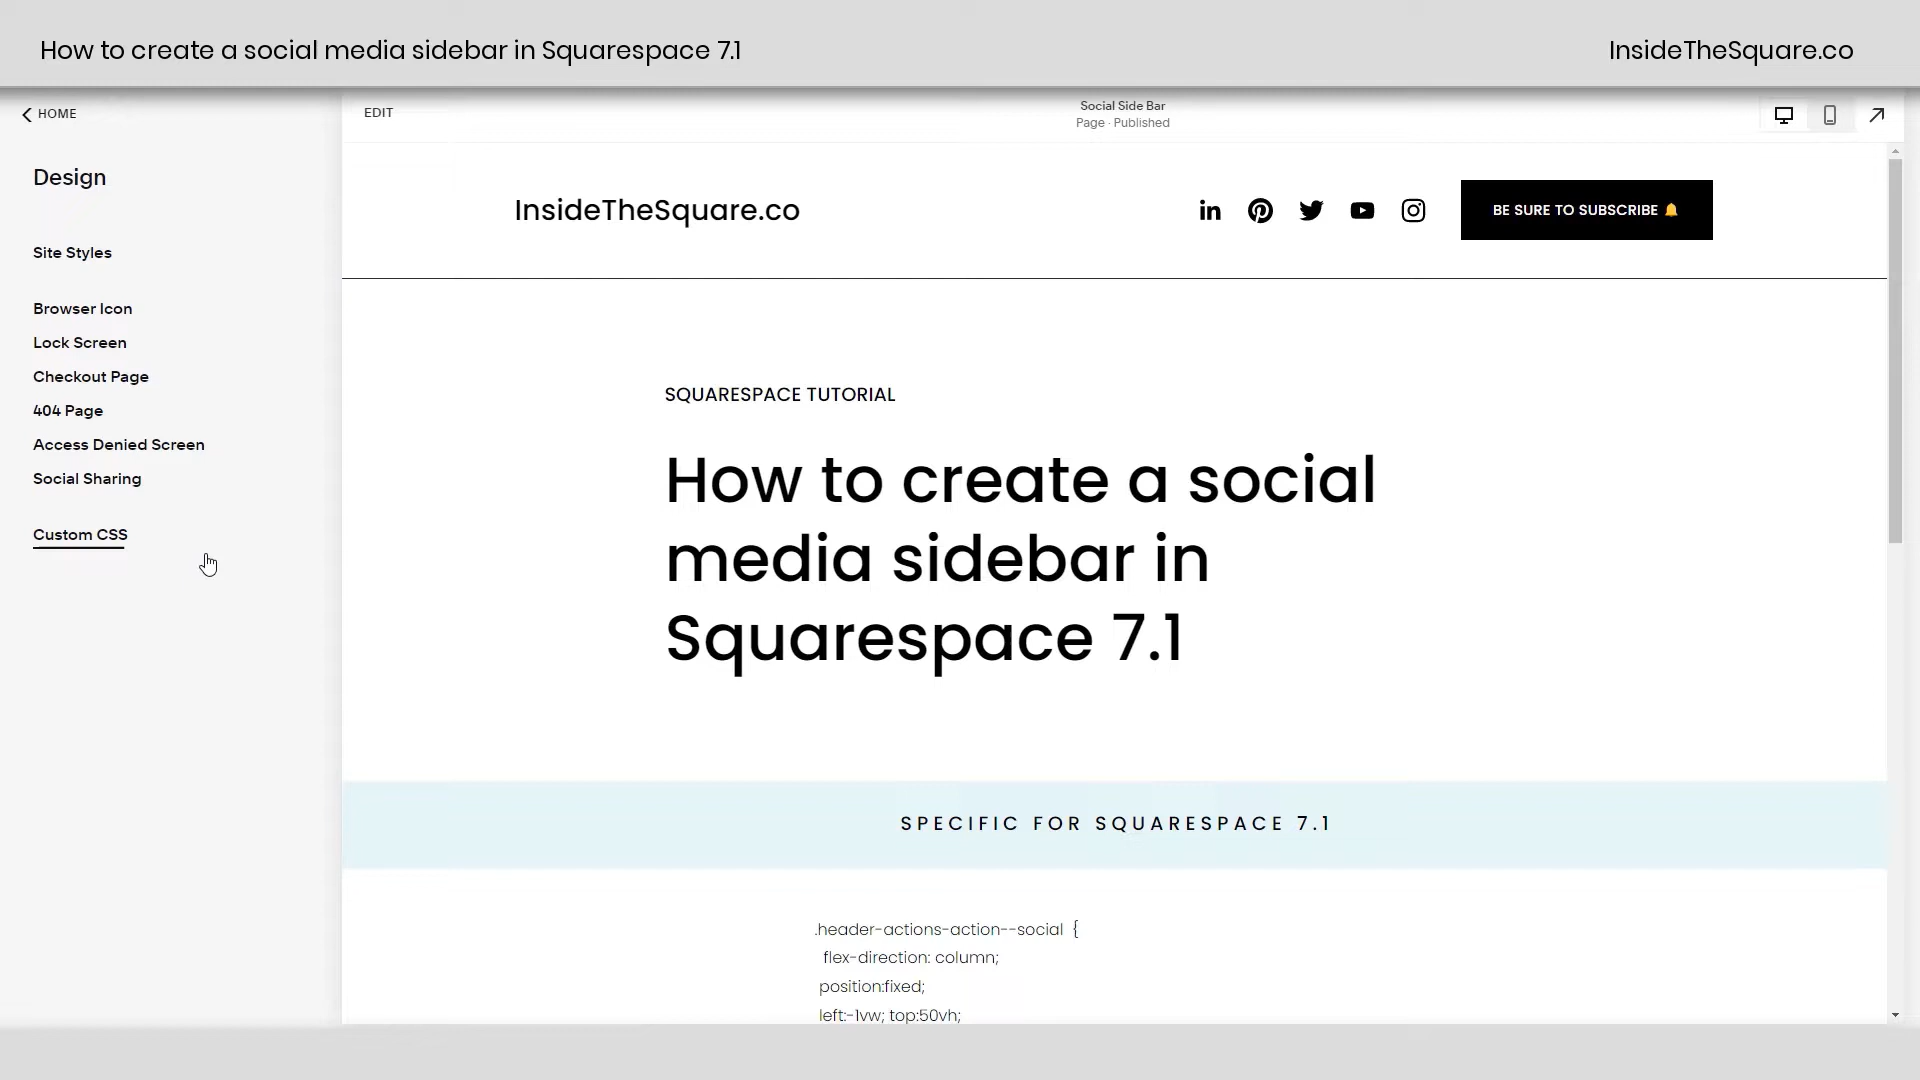 How to create a social media sidebar in Squarespace 7.1
InsideTheSquare.co
HOME
EDIT
Social Side Bar
Page · Published
Design
InsideTheSquare.co
BE SURE TO SUBSCRIBE 🔔
Site Styles
Browser Icon
Lock Screen
Checkout Page
404 Page
Access Denied Screen
Social Sharing
Custom CSS
SQUARESPACE TUTORIAL
How to create a social
media sidebar in
Squarespace 7.1
SPECIFIC FOR SQUARESPACE 7.1
.header-actions-action--social {
flex-direction: column;
position:fixed;
left:-1vw; top:50vh;